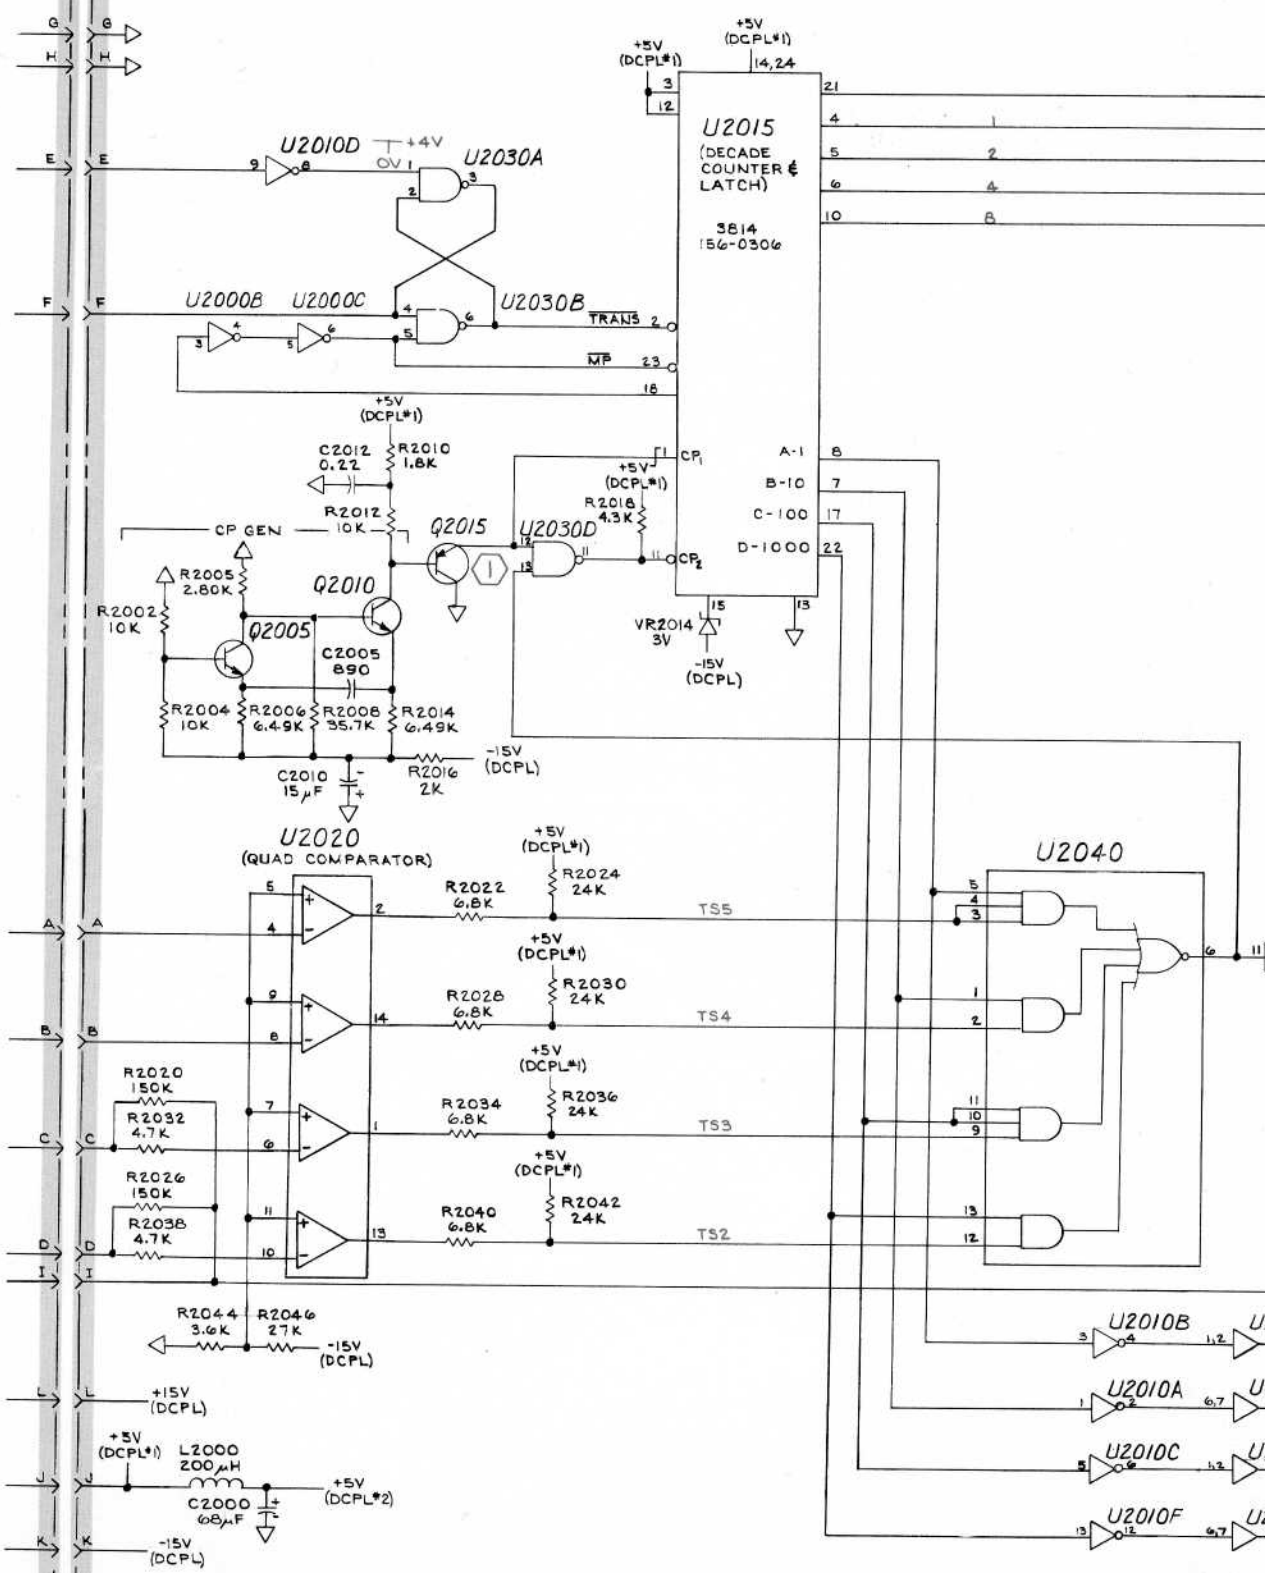 G G
H H
+5V
(DCPL#1)
14,24
+5V
(DCPL#1)
3
12
21
U2015
(DECADE
COUNTER &
LATCH)
3814
156-0306
4 1
5 2
6 4
10 8
U2010D
+4V
0V
U2030A
E E
9 8
1
2
3
F F
U2000B U2000C U2030B
3 4
5 6
4
5
6
TRANS 2
MP 23
18
+5V
(DCPL#1)
C2012
0.22
R2010
1.8K
R2012
10K
1 CP1
+5V
(DCPL#1)
R2018
4.3K
A-1 8
B-10 7
C-100 17
D-1000 22
CP GEN
Q2015
U2030D
12
13
11
11 CP2
1
R2005
2.80K
Q2010
R2002
10K
Q2005
C2005
890
15
VR2014
3V
-15V
(DCPL)
13
R2004
10K
R2006
6.49K
R2008
35.7K
R2014
6.49K
C2010
15µF
- +
R2016
2K
-15V
(DCPL)
U2020
(QUAD COMPARATOR)
+5V
(DCPL#1)
R2022
6.8K
R2024
24K
U2040
5 + 2
4 -
TS5
5
4
3
A A
+5V
(DCPL#1)
R2028
6.8K
R2030
24K
9 + 14
8 -
TS4
1
2
6 11
B B
R2020
150K
R2032
4.7K
+5V
(DCPL#1)
R2034
6.8K
R2036
24K
7 + 1
6 -
TS3
11
10
9
C C
R2026
150K
R2038
4.7K
+5V
(DCPL#1)
R2040
6.8K
R2042
24K
11 + 13
10 -
TS2
13
12
D D
I I
R2044
3.6K
R2046
27K
-15V
(DCPL)
U2010B
3 4 1,2
U
L L
+15V
(DCPL)
U2010A
1 2 6,7
U
+5V
(DCPL#1)
L2000
200µH
U2010C
5 6 1,2
U
J J
+5V
(DCPL#2)
C2000
68µF
+ -
U2010F
13 12 6,7
K K
-15V
(DCPL)